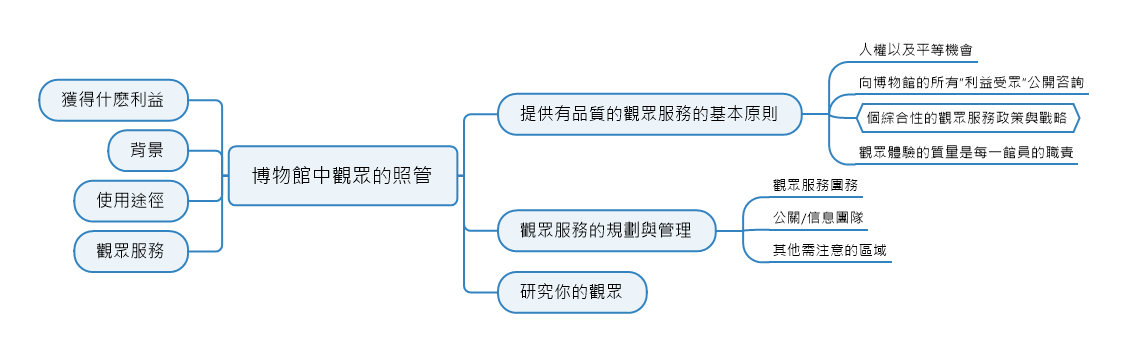 博物館中觀眾的照管
獲得什麽利益
背景
使用途徑
觀眾服務
提供有品質的觀眾服務的基本原則
人權以及平等機會
向博物館的所有"利益受眾"公開咨詢
個綜合性的觀眾服務政策與戰略
觀眾體驗的質量是每一館員的職責
觀眾服務的規劃與管理
觀眾服務團務
公關/信息團隊
其他需注意的區域
研究你的觀眾